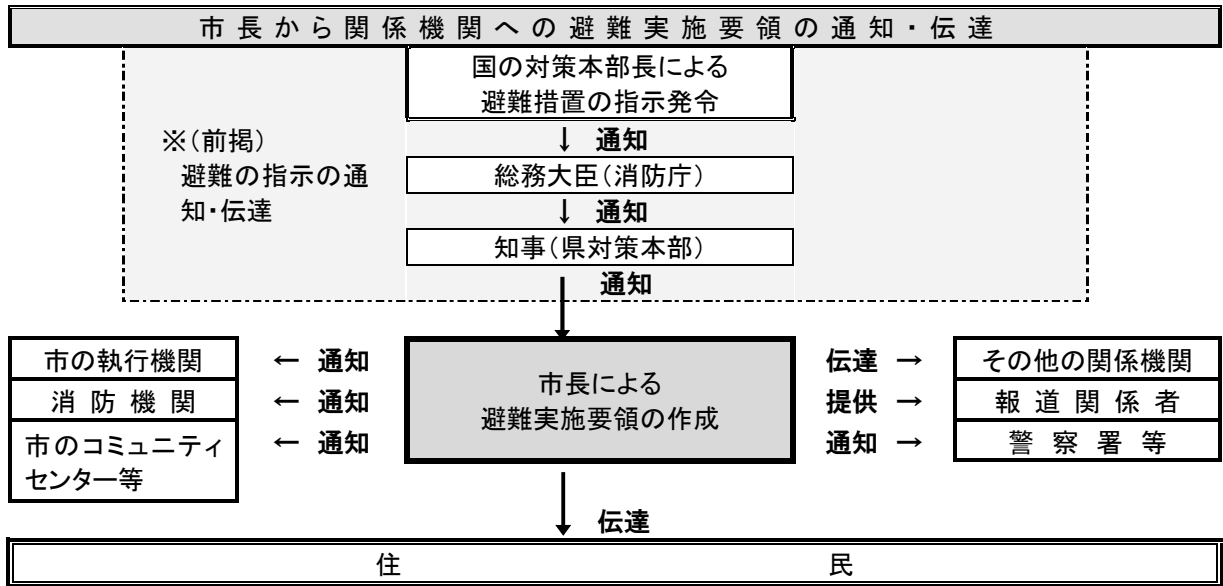 市長から関係機関への避難実施要領の通知・伝達
国の対策本部長による
避難措置の指示発令
※（前掲）
避難の指示の通
知・伝達
↓ 通知
総務大臣（消防庁）
↓ 通知
知事（県対策本部）
通知
市の執行機関
← 通知
消防機関
← 通知
市のコミュニティ
センター等
← 通知
市長による
避難実施要領の作成
伝達 →
その他の関係機関
提供 →
報道関係者
通知 →
警察署等
伝達
住民